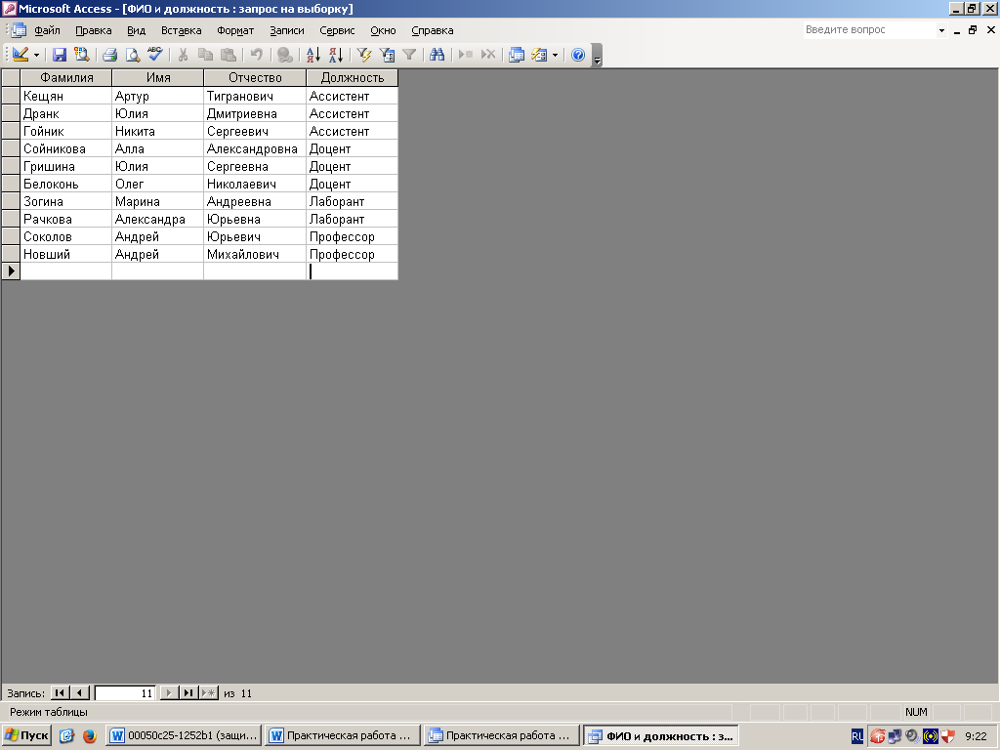 Microsoft Access - [ФИО и должность : запрос на выборку]
Файл Правка Вид Вставка Формат Записи Сервис Окно Справка Введите вопрос
Фамилия Имя Отчество Должность
Кещян Артур Тигранович Ассистент
Дранк Юлия Дмитриевна Ассистент
Гойник Никита Сергеевич Ассистент
Сойникова Алла Александровна Доцент
Гришина Юлия Сергеевна Доцент
Белоконь Олег Николаевич Доцент
Зогина Марина Андреевна Лаборант
Рачкова Александра Юрьевна Лаборант
Соколов Андрей Юрьевич Профессор
Новший Андрей Михайлович Профессор
Запись: 11 из 11
Режим таблицы NUM
Пуск 00050c25-1252b1 (защи... Практическая работа ... Практическая работа ... ФИО и должность : з... RL 9:22